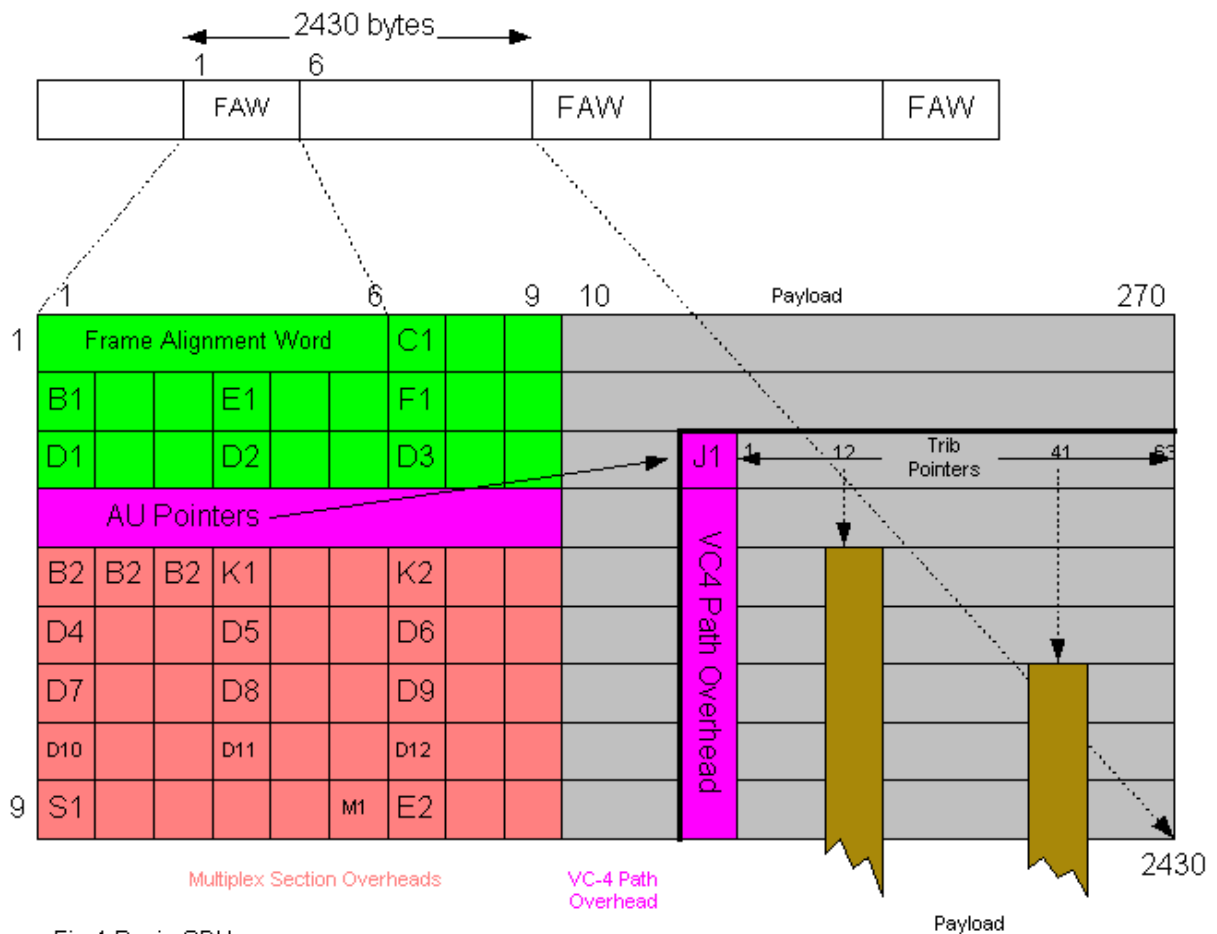 2430 bytes
1 6
FAW FAW FAW
1 6 9 10 Payload 270
1 Frame Alignment Word C1
B1 E1 F1
D1 D2 D3 J1 1 12 Trib Pointers 41 63
AU Pointers
VC4 Path Overhead
B2 B2 B2 K1 K2
D4 D5 D6
D7 D8 D9
D10 D11 D12
9 S1 M1 E2
2430
Multiplex Section Overheads
VC-4 Path
Overhead
Payload